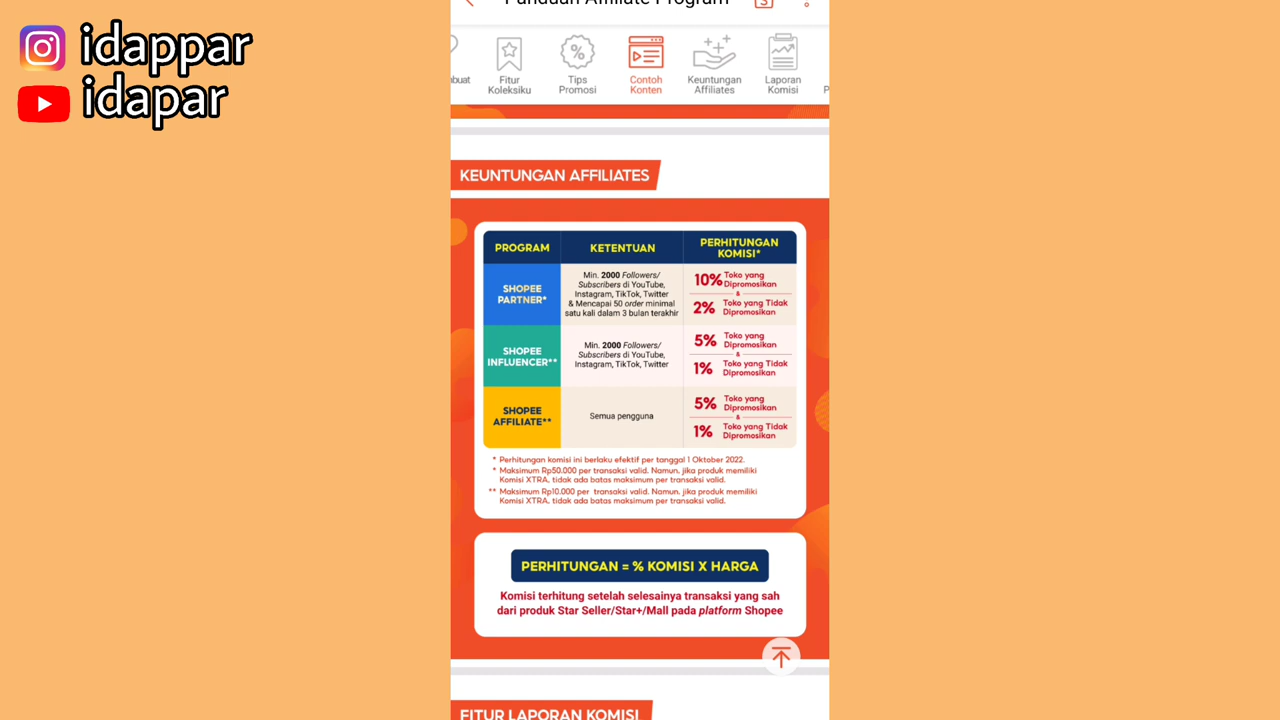 idappar
idapar
Panduan Affiliate Program
buat
Fitur
Koleksiku
Tips
Promosi
Contoh
Konten
Keuntungan
Affiliates
Laporan
Komisi
P
KEUNTUNGAN AFFILIATES
PROGRAM
KETENTUAN
PERHITUNGAN
KOMISI*
SHOPEE
PARTNER*
Min. 2000 Followers/
Subscribers di YouTube,
Instagram, TikTok, Twitter
& Mencapai 50 order minimal
satu kali dalam 3 bulan terakhir
10% Toko yang
Dipromosikan
&
2% Toko yang Tidak
Dipromosikan
SHOPEE
INFLUENCER**
Min. 2000 Followers/
Subscribers di YouTube,
Instagram, TikTok, Twitter
5% Toko yang
Dipromosikan
&
1% Toko yang Tidak
Dipromosikan
SHOPEE
AFFILIATE**
Semua pengguna
5% Toko yang
Dipromosikan
&
1% Toko yang Tidak
Dipromosikan
* Perhitungan komisi ini berlaku efektif per tanggal 1 Oktober 2022.
* Maksimum Rp50.000 per transaksi valid. Namun, jika produk memiliki
Komisi XTRA, tidak ada batas maksimum per transaksi valid.
** Maksimum Rp10.000 per transaksi valid. Namun, jika produk memiliki
Komisi XTRA, tidak ada batas maksimum per transaksi valid.
PERHITUNGAN = % KOMISI X HARGA
Komisi terhitung setelah selesainya transaksi yang sah
dari produk Star Seller/Star+/Mall pada platform Shopee
FITUR LAPORAN KOMISI